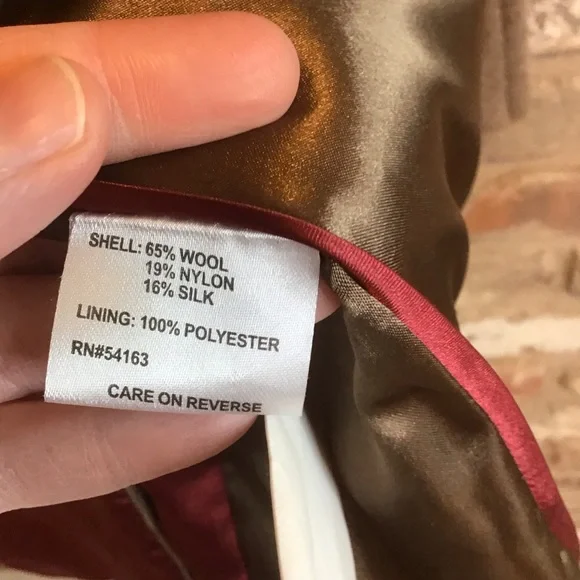 SHELL: 65% WOOL
19% NYLON
16% SILK
LINING: 100% POLYESTER
RN#54163
CARE ON REVERSE